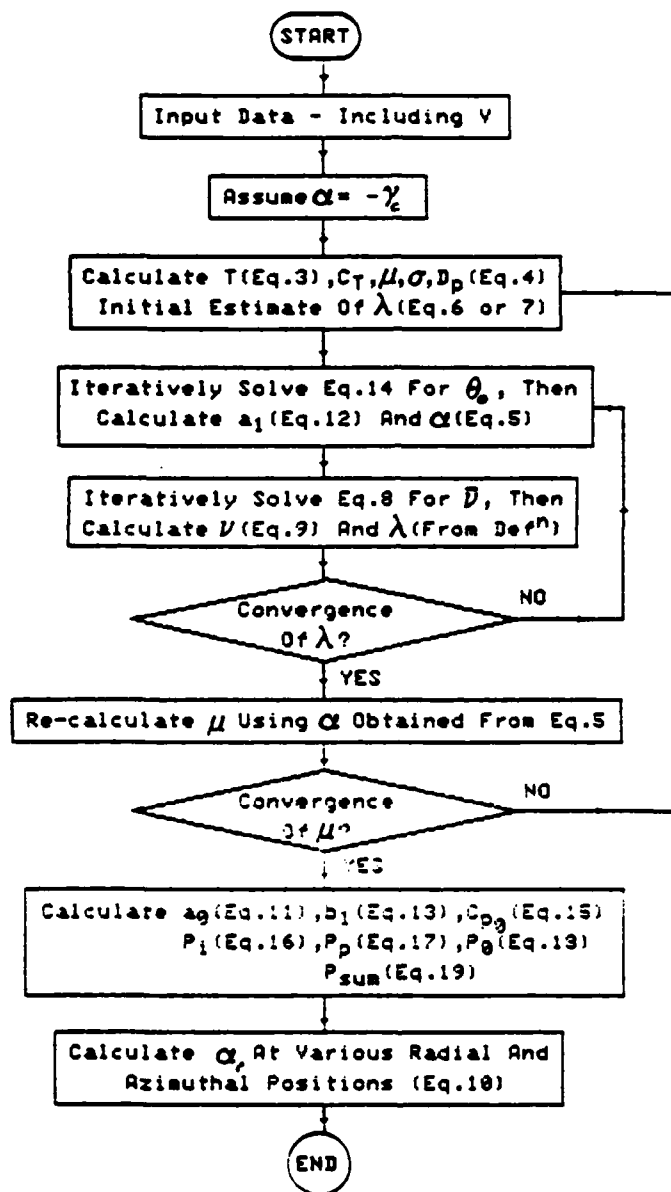 START
Input Data - Including V
Assume α = -γc
Calculate T(Eq.3),CT,μ,σ,Dp(Eq.4)
Initial Estimate Of λ(Eq.6 or 7)
Iteratively Solve Eq.14 For θo, Then
Calculate a1(Eq.12) And α(Eq.5)
Iteratively Solve Eq.8 For ν̄, Then
Calculate ν(Eq.9) And λ(From Defⁿ)
Convergence
Of λ?
NO
YES
Re-calculate μ Using α Obtained From Eq.5
Convergence
Of μ?
NO
YES
Calculate a0(Eq.11),b1(Eq.13),Cp0(Eq.15)
Pi(Eq.16),Pp(Eq.17),P0(Eq.13)
Psum(Eq.19)
Calculate αr At Various Radial And
Azimuthal Positions (Eq.10)
END